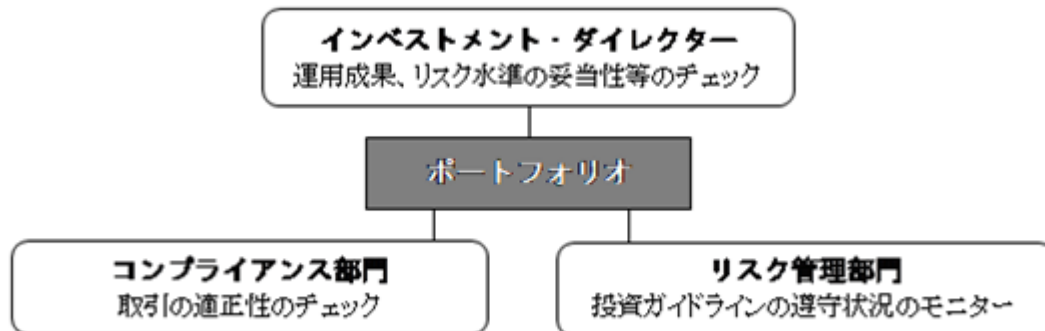 インベストメント・ダイレクター
運用成果、リスク水準の妥当性等のチェック
ポートフォリオ
コンプライアンス部門
取引の適正性のチェック
リスク管理部門
投資ガイドラインの遵守状況のモニター